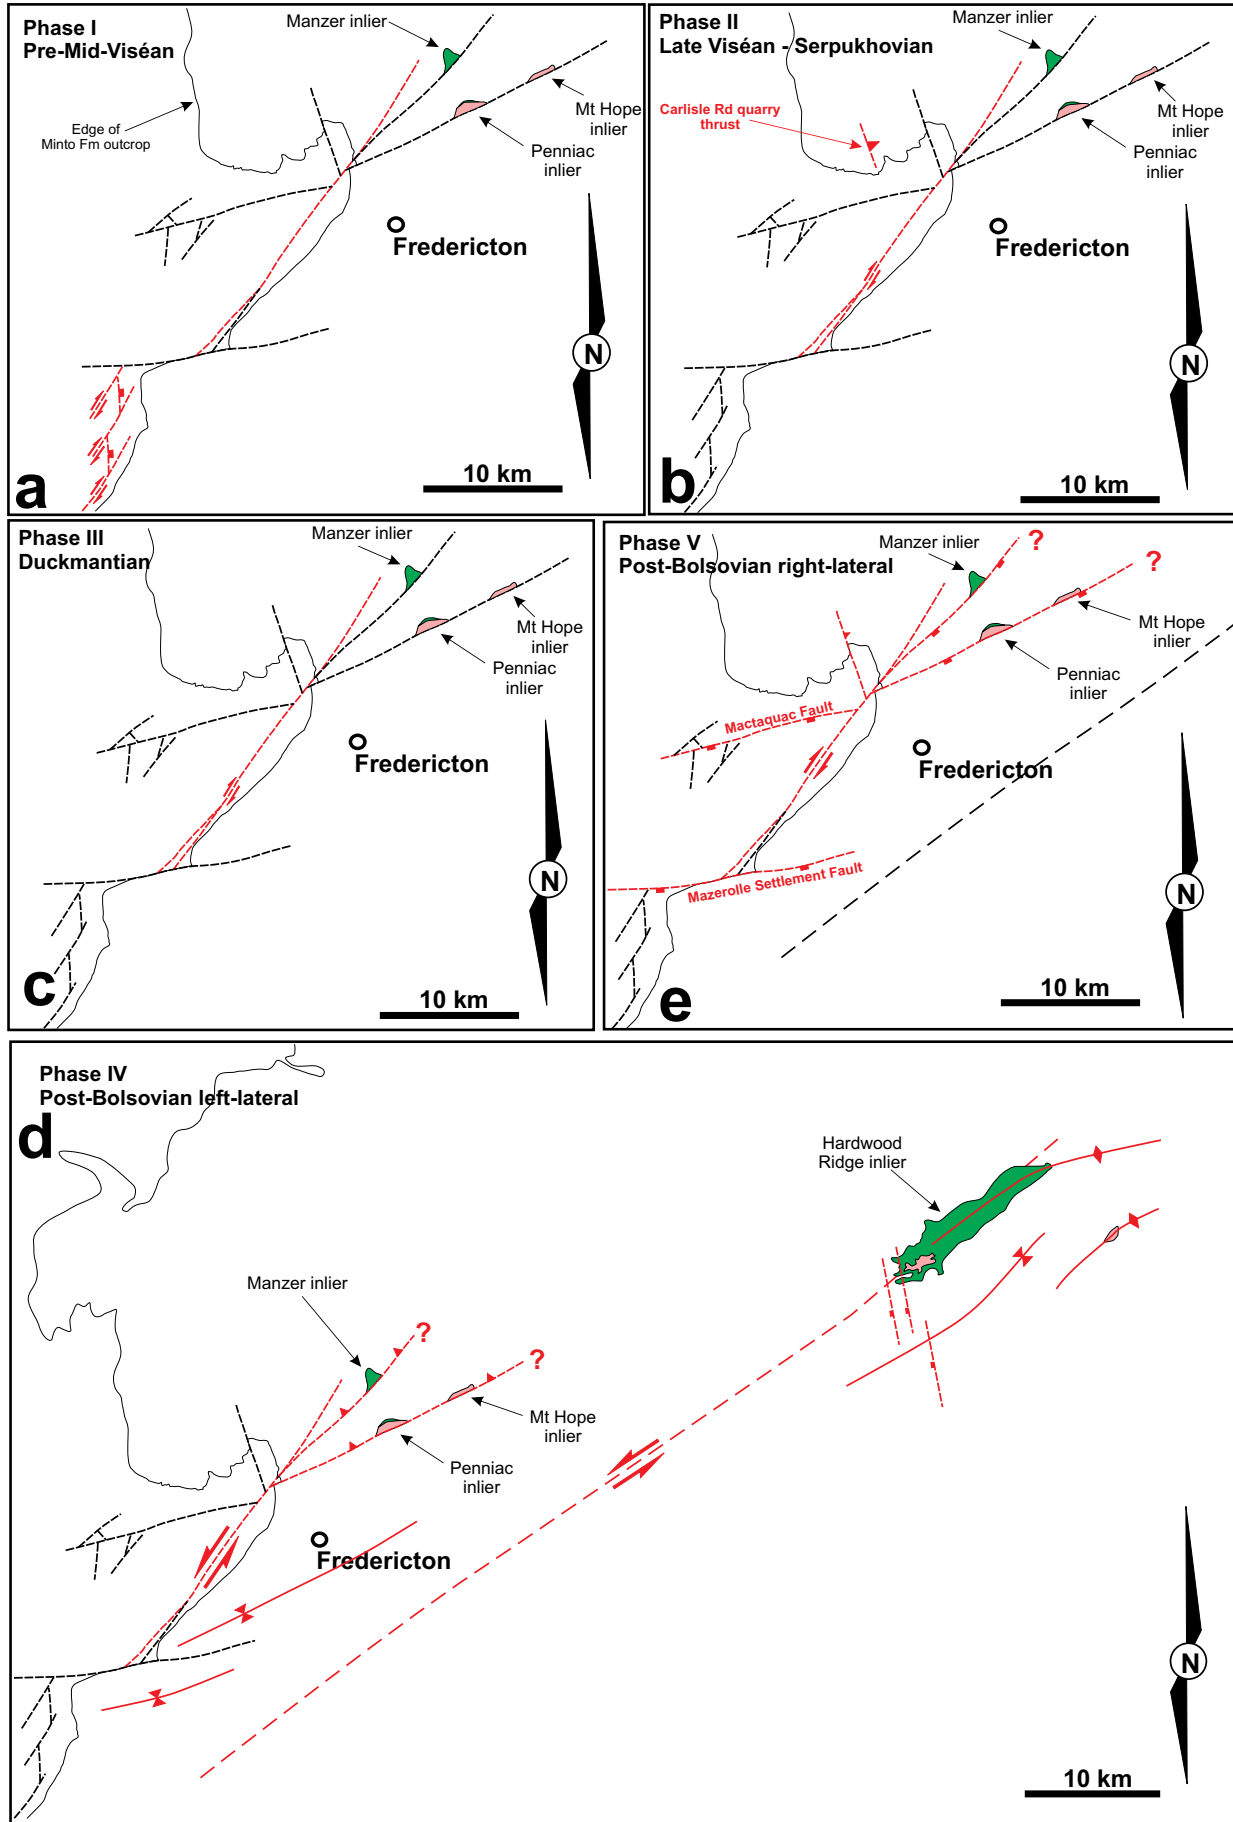 Phase I
Pre-Mid-Viséan
Manzer inlier
Edge of
Minto Fm outcrop
Mt Hope
inlier
Penniac
inlier
Fredericton
N
10 km
a
Phase II
Late Viséan - Serpukhovian
Manzer inlier
Carlisle Rd quarry
thrust
Mt Hope
inlier
Penniac
inlier
Fredericton
N
10 km
b
Phase III
Duckmantian
Manzer inlier
Mt Hope
inlier
Penniac
inlier
Fredericton
N
10 km
c
Phase V
Post-Bolsovian right-lateral
Manzer inlier
?
?
Mt Hope
inlier
Penniac
inlier
Mactaquac Fault
Fredericton
Mazerolle Settlement Fault
N
10 km
e
Phase IV
Post-Bolsovian left-lateral
d
Hardwood
Ridge inlier
Manzer inlier
?
?
Mt Hope
inlier
Penniac
inlier
Fredericton
N
10 km